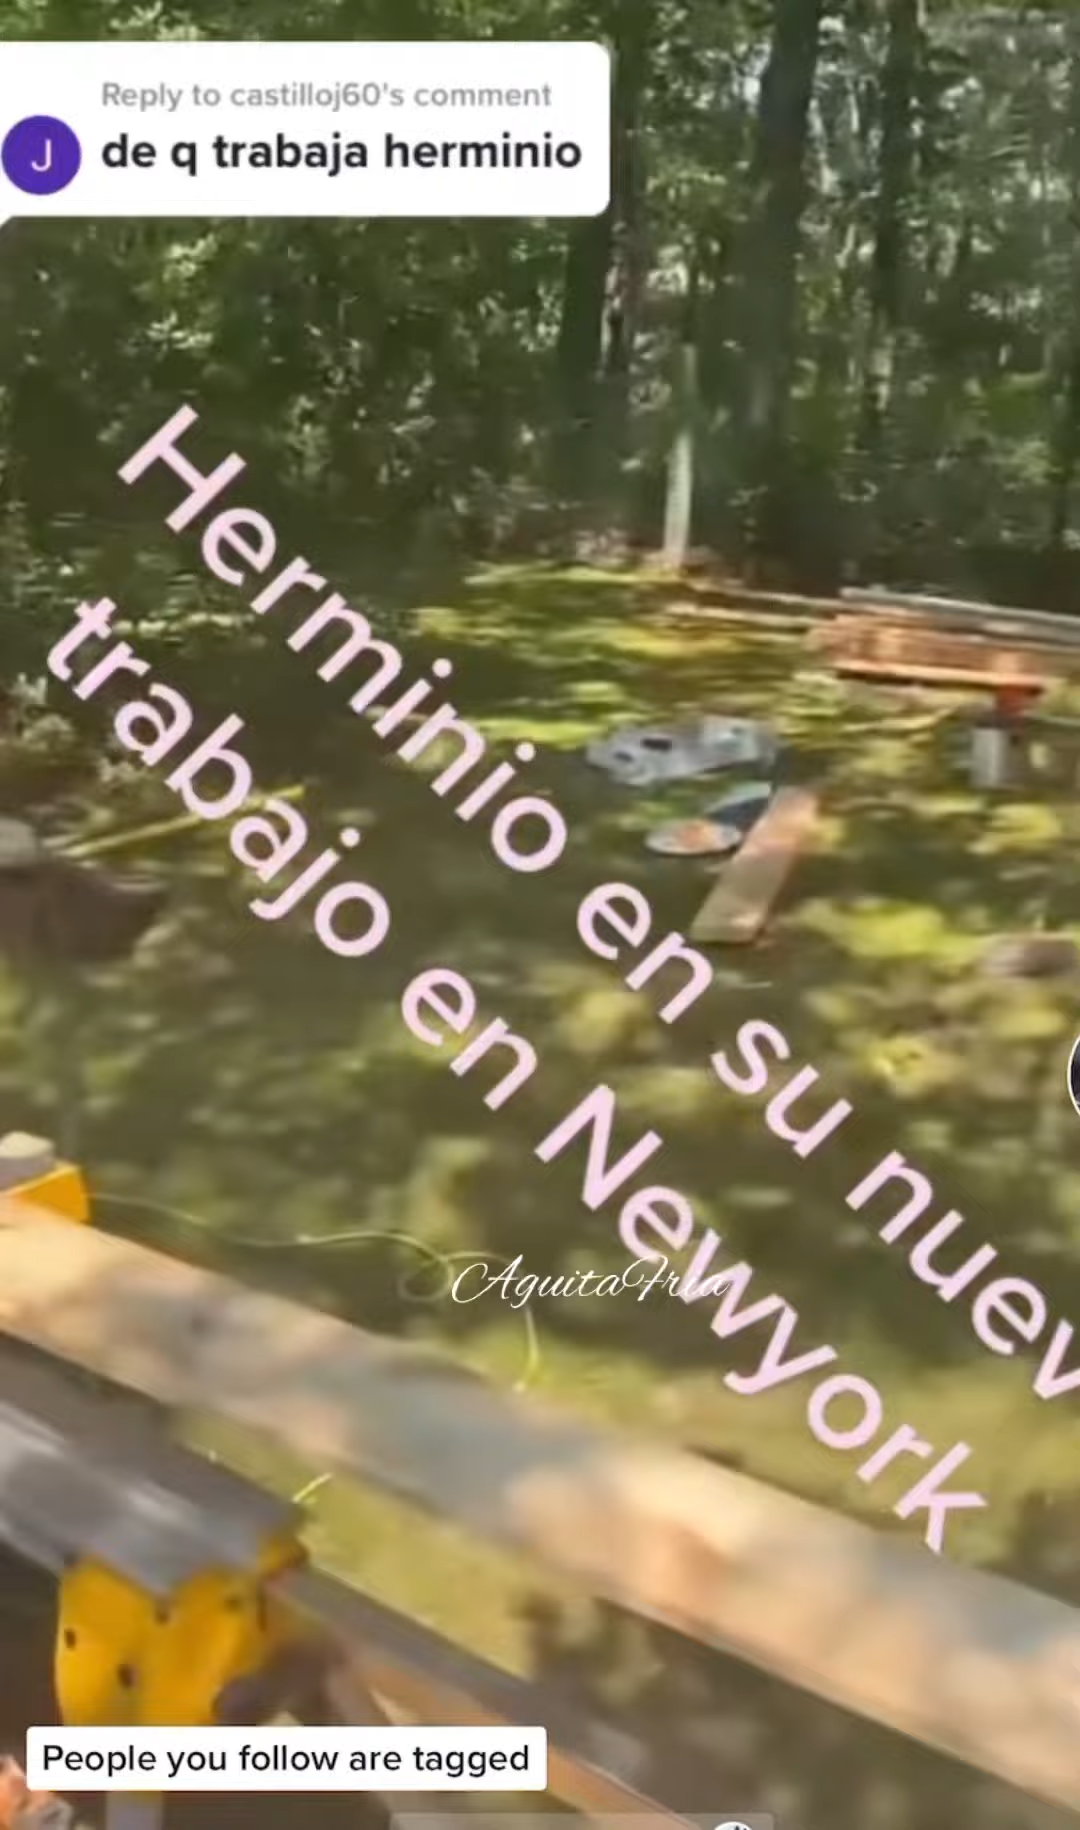 Reply to castilloj60's comment
J
de q trabaja herminio
Herminio en su nuev
trabajo en Newyork
AguitaFria
People you follow are tagged